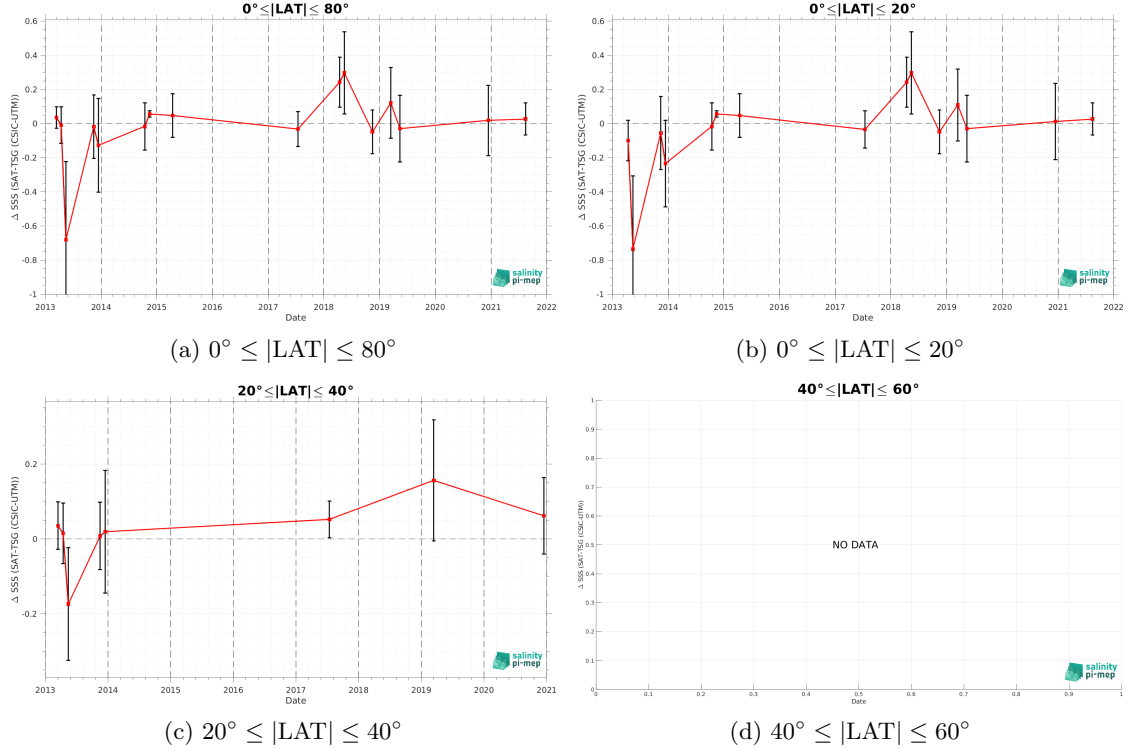 0°≤|LAT|≤ 80°
0.6
0.4
0.2
0
-0.2
-0.4
-0.6
-0.8
-1
Δ SSS (SAT-TSG (CSIC-UTM))
2013 2014 2015 2016 2017 2018 2019 2020 2021 2022
Date
salinity
pi-mep
(a) 0° ≤ |LAT| ≤ 80°
0°≤|LAT|≤ 20°
0.6
0.4
0.2
0
-0.2
-0.4
-0.6
-0.8
-1
Δ SSS (SAT-TSG (CSIC-UTM))
2013 2014 2015 2016 2017 2018 2019 2020 2021 2022
Date
salinity
pi-mep
(b) 0° ≤ |LAT| ≤ 20°
20°≤|LAT|≤ 40°
0.2
0
-0.2
Δ SSS (SAT-TSG (CSIC-UTM))
2013 2014 2015 2016 2017 2018 2019 2020 2021
Date
salinity
pi-mep
(c) 20° ≤ |LAT| ≤ 40°
40°≤|LAT|≤ 60°
1
0.9
0.8
0.7
0.6
0.5
0.4
0.3
0.2
0.1
0
Δ SSS (SAT-TSG (CSIC-UTM))
NO DATA
0 0.1 0.2 0.3 0.4 0.5 0.6 0.7 0.8 0.9 1
Date
salinity
pi-mep
(d) 40° ≤ |LAT| ≤ 60°